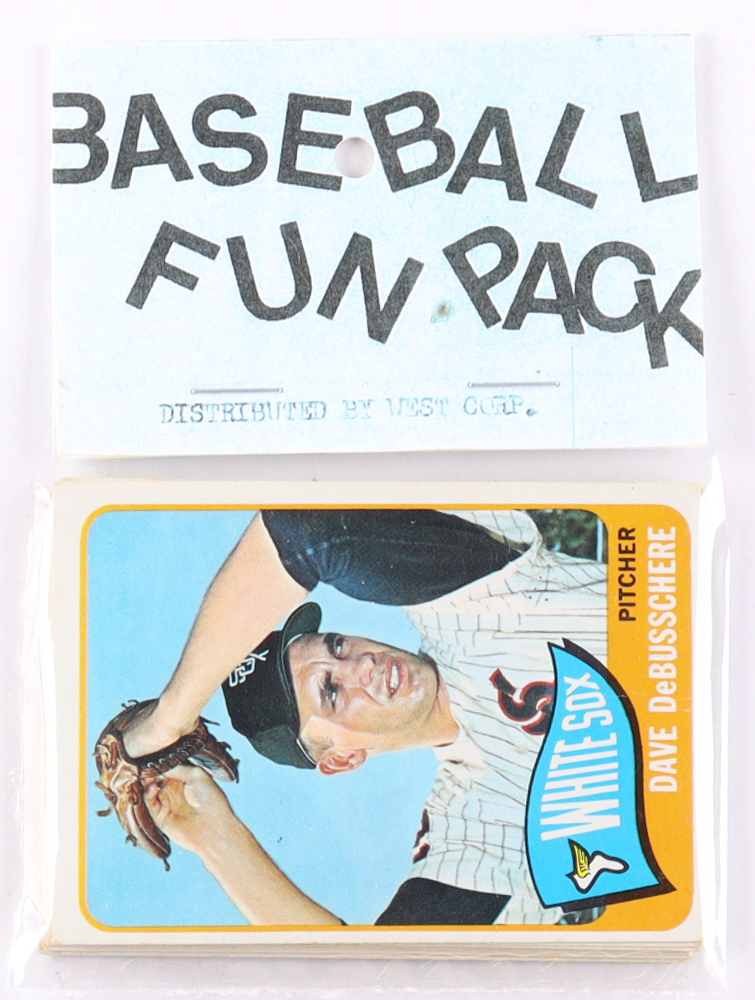 BASEBALL
FUN PACK
DISTRIBUTED BY WEST CORP.
PITCHER
DAVE DeBUSSCHERE
WHITE SOX